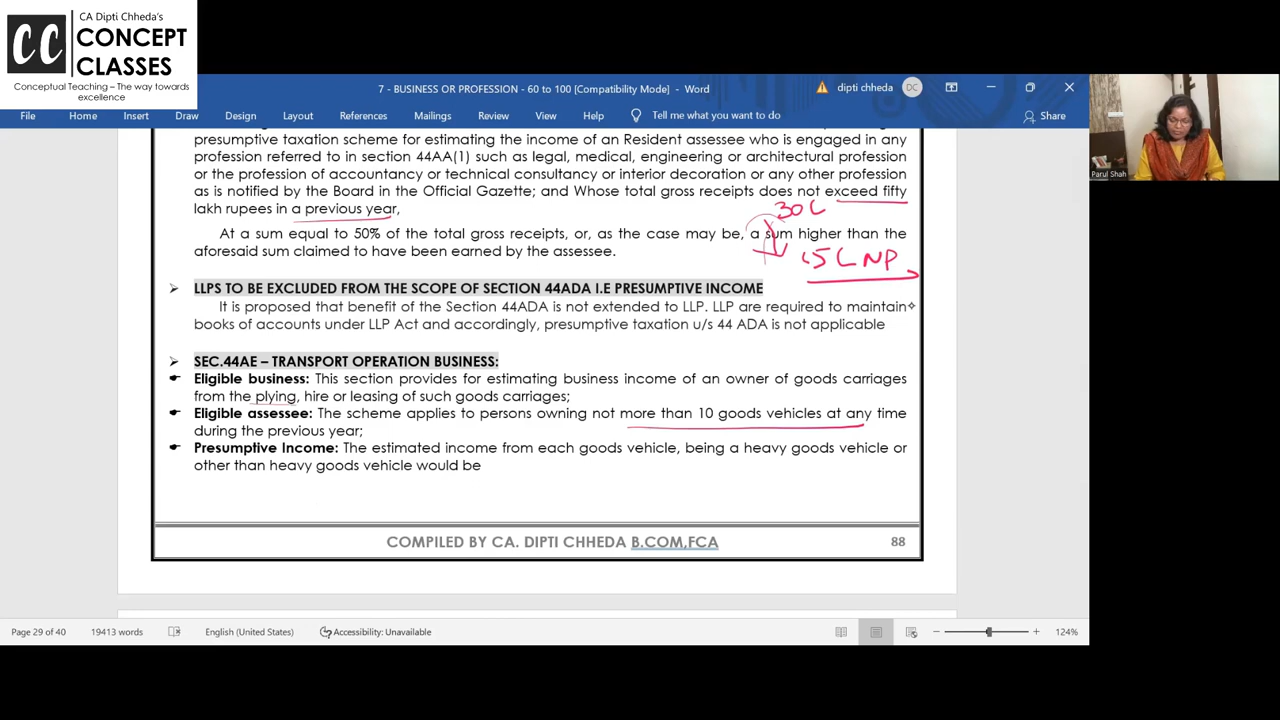 CA Dipti Chheda's
CC
CONCEPT
CLASSES
Conceptual Teaching – The way towards
excellence
7 - BUSINESS OR PROFESSION - 60 to 100 [Compatibility Mode] - Word
dipti chheda
DC
File Home Insert Draw Design Layout References Mailings Review View Help Tell me what you want to do Share
presumptive taxation scheme for estimating the income of an Resident assessee who is engaged in any
profession referred to in section 44AA(1) such as legal, medical, engineering or architectural profession
or the profession of accountancy or technical consultancy or interior decoration or any other profession
as is notified by the Board in the Official Gazette; and Whose total gross receipts does not exceed fifty
lakh rupees in a previous year,
30L
At a sum equal to 50% of the total gross receipts, or, as the case may be, a sum higher than the
aforesaid sum claimed to have been earned by the assessee.
15L NP
LLPS TO BE EXCLUDED FROM THE SCOPE OF SECTION 44ADA I.E PRESUMPTIVE INCOME
It is proposed that benefit of the Section 44ADA is not extended to LLP. LLP are required to maintain
books of accounts under LLP Act and accordingly, presumptive taxation u/s 44 ADA is not applicable
SEC.44AE – TRANSPORT OPERATION BUSINESS:
Eligible business: This section provides for estimating business income of an owner of goods carriages
from the plying, hire or leasing of such goods carriages;
Eligible assessee: The scheme applies to persons owning not more than 10 goods vehicles at any time
during the previous year;
Presumptive Income: The estimated income from each goods vehicle, being a heavy goods vehicle or
other than heavy goods vehicle would be
COMPILED BY CA. DIPTI CHHEDA B.COM,FCA 88
Page 29 of 40 19413 words English (United States) Accessibility: Unavailable 124%
Parul Shah